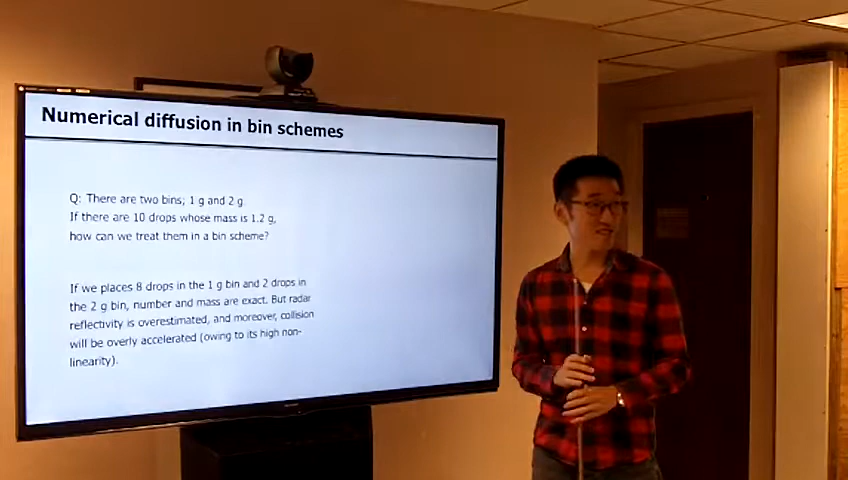 Numerical diffusion in bin schemes
Q: There are two bins; 1 g and 2 g.
If there are 10 drops whose mass is 1.2 g,
how can we treat them in a bin scheme?
If we places 8 drops in the 1 g bin and 2 drops in
the 2 g bin, number and mass are exact. But radar
reflectivity is overestimated, and moreover, collision
will be overly accelerated (owing to its high non-
linearity).